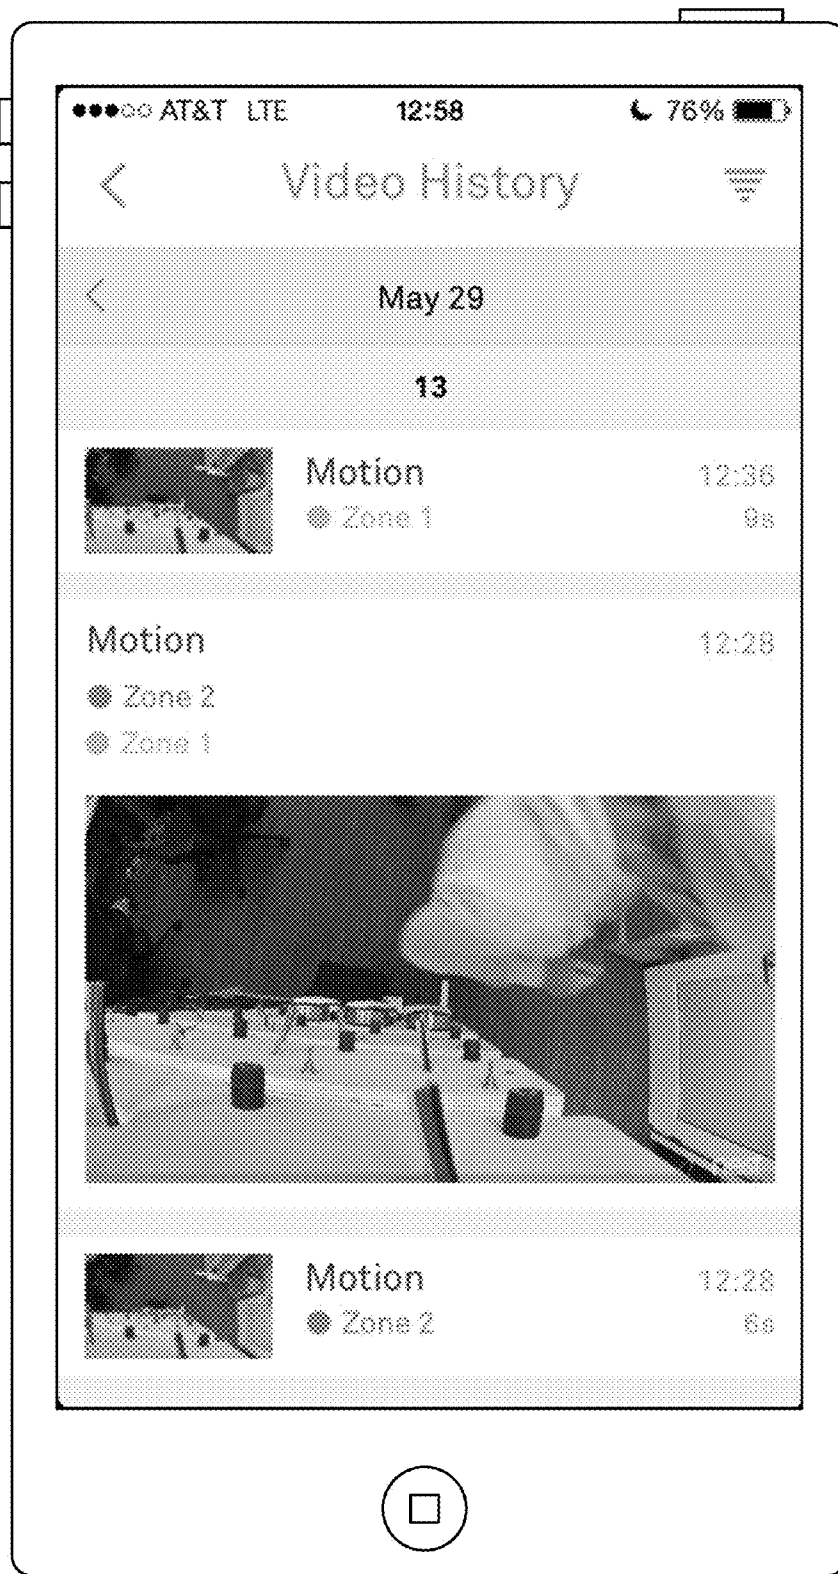 AT&T LTE 12:58 76%
Video History
May 29
13
Motion 12:36
Zone 1 9s
Motion 12:28
Zone 2
Zone 1
Motion 12:28
Zone 2 6s